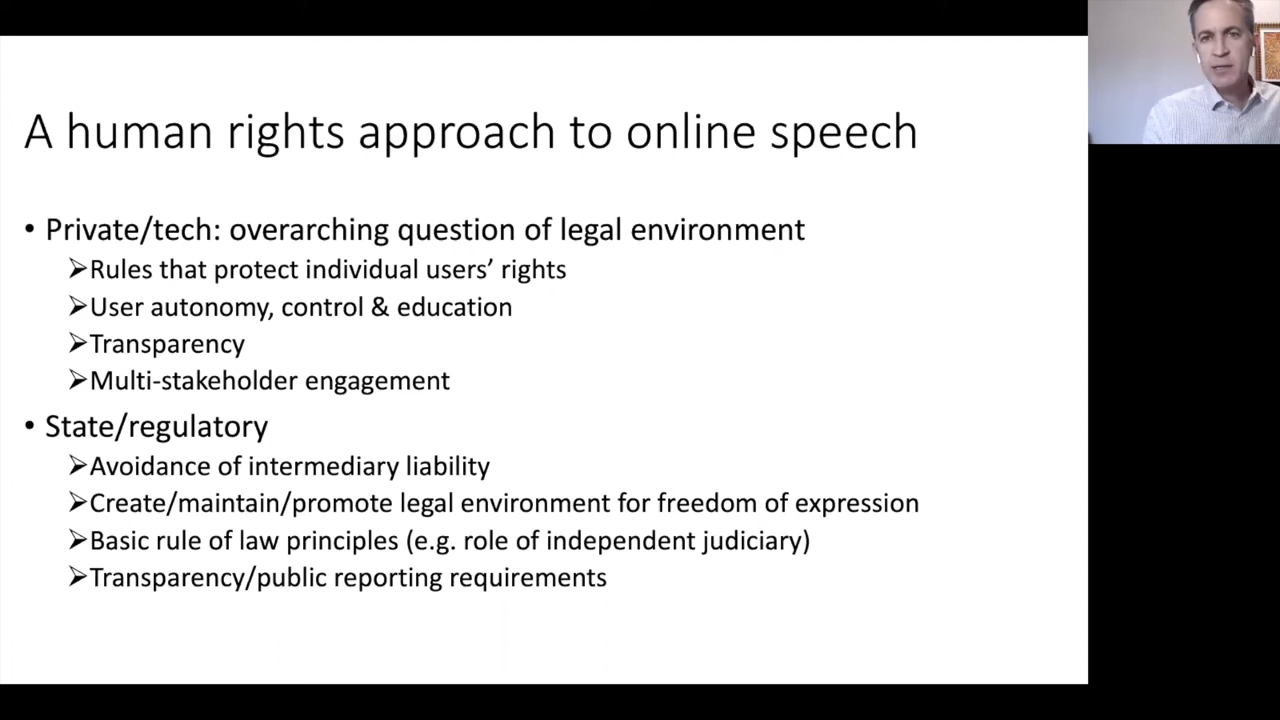 A human rights approach to online speech
• Private/tech: overarching question of legal environment
➢Rules that protect individual users’ rights
➢User autonomy, control & education
➢Transparency
➢Multi-stakeholder engagement
• State/regulatory
➢Avoidance of intermediary liability
➢Create/maintain/promote legal environment for freedom of expression
➢Basic rule of law principles (e.g. role of independent judiciary)
➢Transparency/public reporting requirements